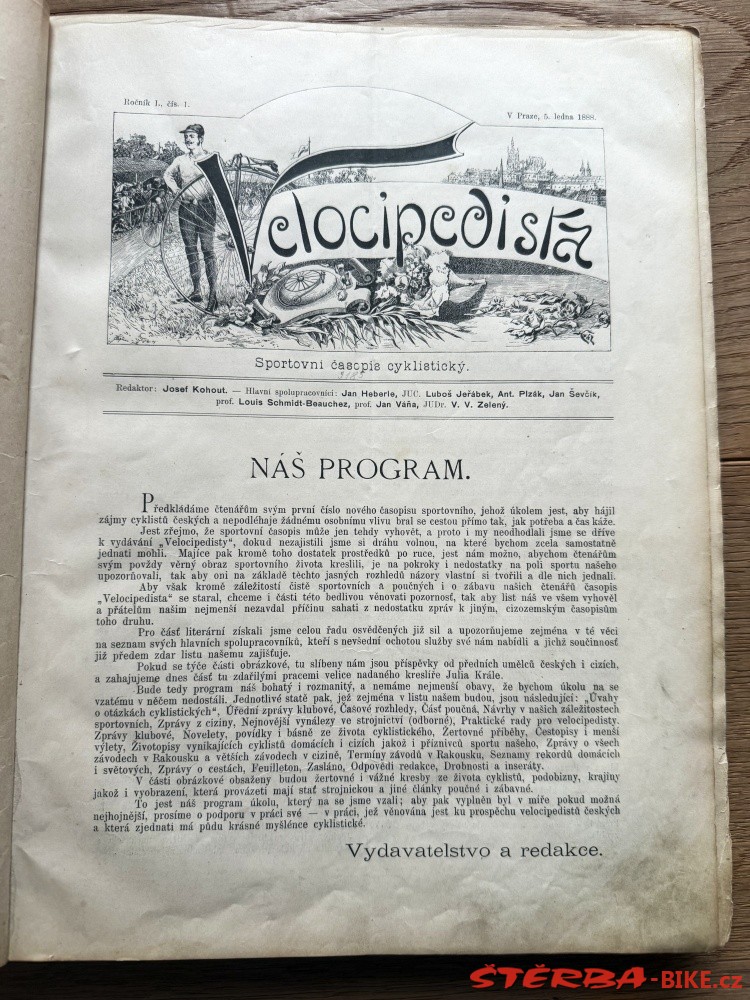 Ročník I., čís. 1.
V Praze, 5. ledna 1888.
Velocipedista
Sportovní časopis cyklistický.
Redaktor: Josef Kohout. — Hlavní spolupracovníci: Jan Heberle, JUC. Luboš Jeřábek, Ant. Plzák, Jan Ševčík,
prof. Louis Schmidt-Beauchez, prof. Jan Váňa, JUDr. V. V. Zelený.
NÁŠ PROGRAM.
Předkládáme čtenářům svým první číslo nového časopisu sportovního, jehož úkolem jest, aby hájil
zájmy cyklistů českých a nepodléhaje žádnému osobnímu vlivu bral se cestou přímo tak, jak potřeba a čas káže.
Jest zřejmo, že sportovní časopis může jen tehdy vyhovět, a proto i my neodhodlali jsme se dříve
k vydávání „Velocipedisty", dokud nezajistili jsme si dráhu volnou, na které bychom zcela samostatně
jednati mohli. Majíce pak kromě toho dostatek prostředků po ruce, jest nám možno, abychom čtenářům
svým povždy věrný obraz sportovního života kreslili, je na pokroky i nedostatky na poli sportu našeho
upozorňovali, tak aby oni na základě těchto jasných rozhledů názory vlastní si tvořili a dle nich jednali.
Aby však kromě záležitostí čistě sportovních a poučných i o zábavu našich čtenářů časopis
„Velocipedista" se staral, chceme i části této bedlivou věnovati pozornosť, tak aby list náš ve všem vyhověl
a přátelům našim nejmenší nezavdal příčinu sahati z nedostatku zpráv k jiným, cizozemským časopisům
toho druhu.
Pro část literární získali jsme celou řadu osvědčených již sil a upozorňujeme zejména v té věci
na seznam svých hlavních spolupracovníků, kteří s nevšední ochotou služby své nám nabídli a jichž součinnosť
již předem zdar listu našemu zajišťuje.
Pokud se týče části obrázkové, tu slíbeny nám jsou příspěvky od předních umělců českých i cizích,
a zahajujeme dnes část tu zdařilými pracemi velice nadaného kreslíře Julia Krále.
Bude tedy program náš bohatý i rozmanitý, a nemáme nejmenší obavy, že bychom úkolu na se
vzatému v něčem nedostáli. Jednotlivé statě pak, jež zejména v listu našem budou, jsou následující: „Úvahy
o otázkách cyklistických", Úřední zprávy klubové, Časové rozhledy, Část poučná, Návrhy v našich záležitostech
sportovních, Zprávy z ciziny, Nejnovější vynálezy ve strojnictví (odborné), Praktické rady pro velocipedisty.
Zprávy klubové, Novelety, povídky i básně ze života cyklistického, Žertovné příběhy, Cestopisy i menší
výlety, Životopisy vynikajících cyklistů domácích i cizích jakož i příznivců sportu našeho, Zprávy o všech
závodech v Rakousku a větších závodech v cizině, Termíny závodů v Rakousku, Seznamy rekordů domácích
i světových, Zprávy o cestách, Feuilleton, Zasláno, Odpovědi redakce, Drobnosti a inseráty.
V části obrázkové obsaženy budou žertovné i vážné kresby ze života cyklistů, podobizny, krajiny
jakož i vyobrazení, která provázeti mají stať strojnickou a jiné články poučné i zábavné.
To jest náš program úkolu, který na se jsme vzali; aby pak vyplněn byl v míře pokud možná
nejhojnější, prosíme o podporu v práci své — v práci, jež věnována jest ku prospěchu velocipedistů českých
a která zjednati má půdu krásné myšlénce cyklistické.
Vydavatelstvo a redakce.
ŠTĚRBA-BIKE.cz